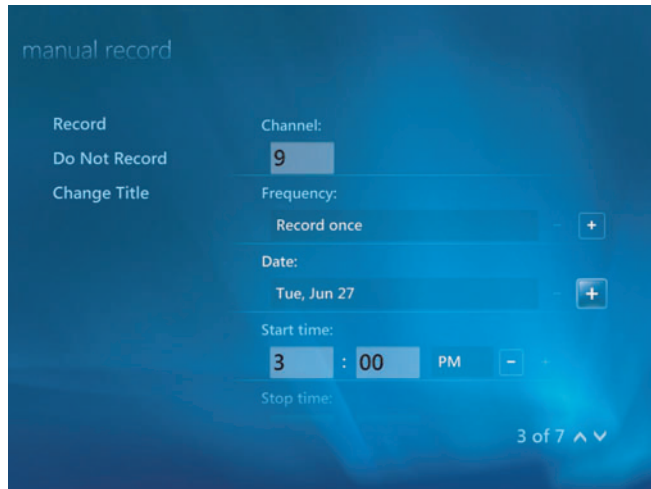 manual record
Record
Do Not Record
Change Title
Channel:
9
Frequency:
Record once
- +
Date:
Tue, Jun 27
- +
Start time:
3 : 00 PM - +
Stop time:
3 of 7